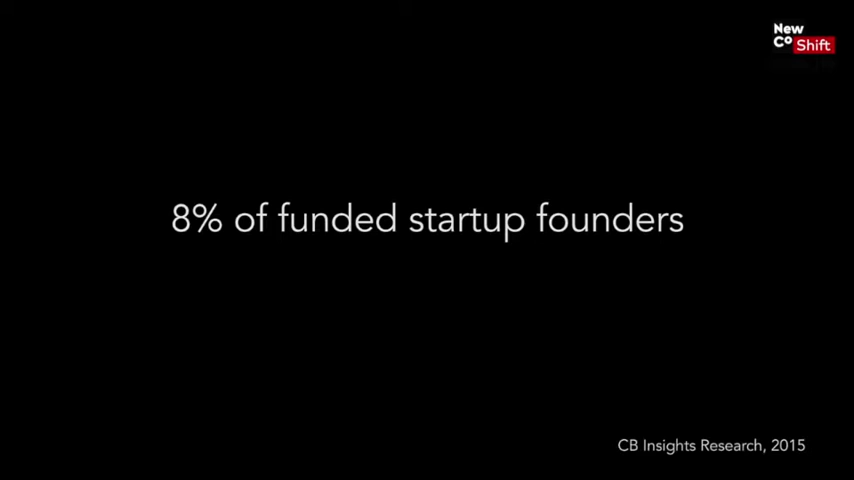 New
Co Shift
8% of funded startup founders
CB Insights Research, 2015